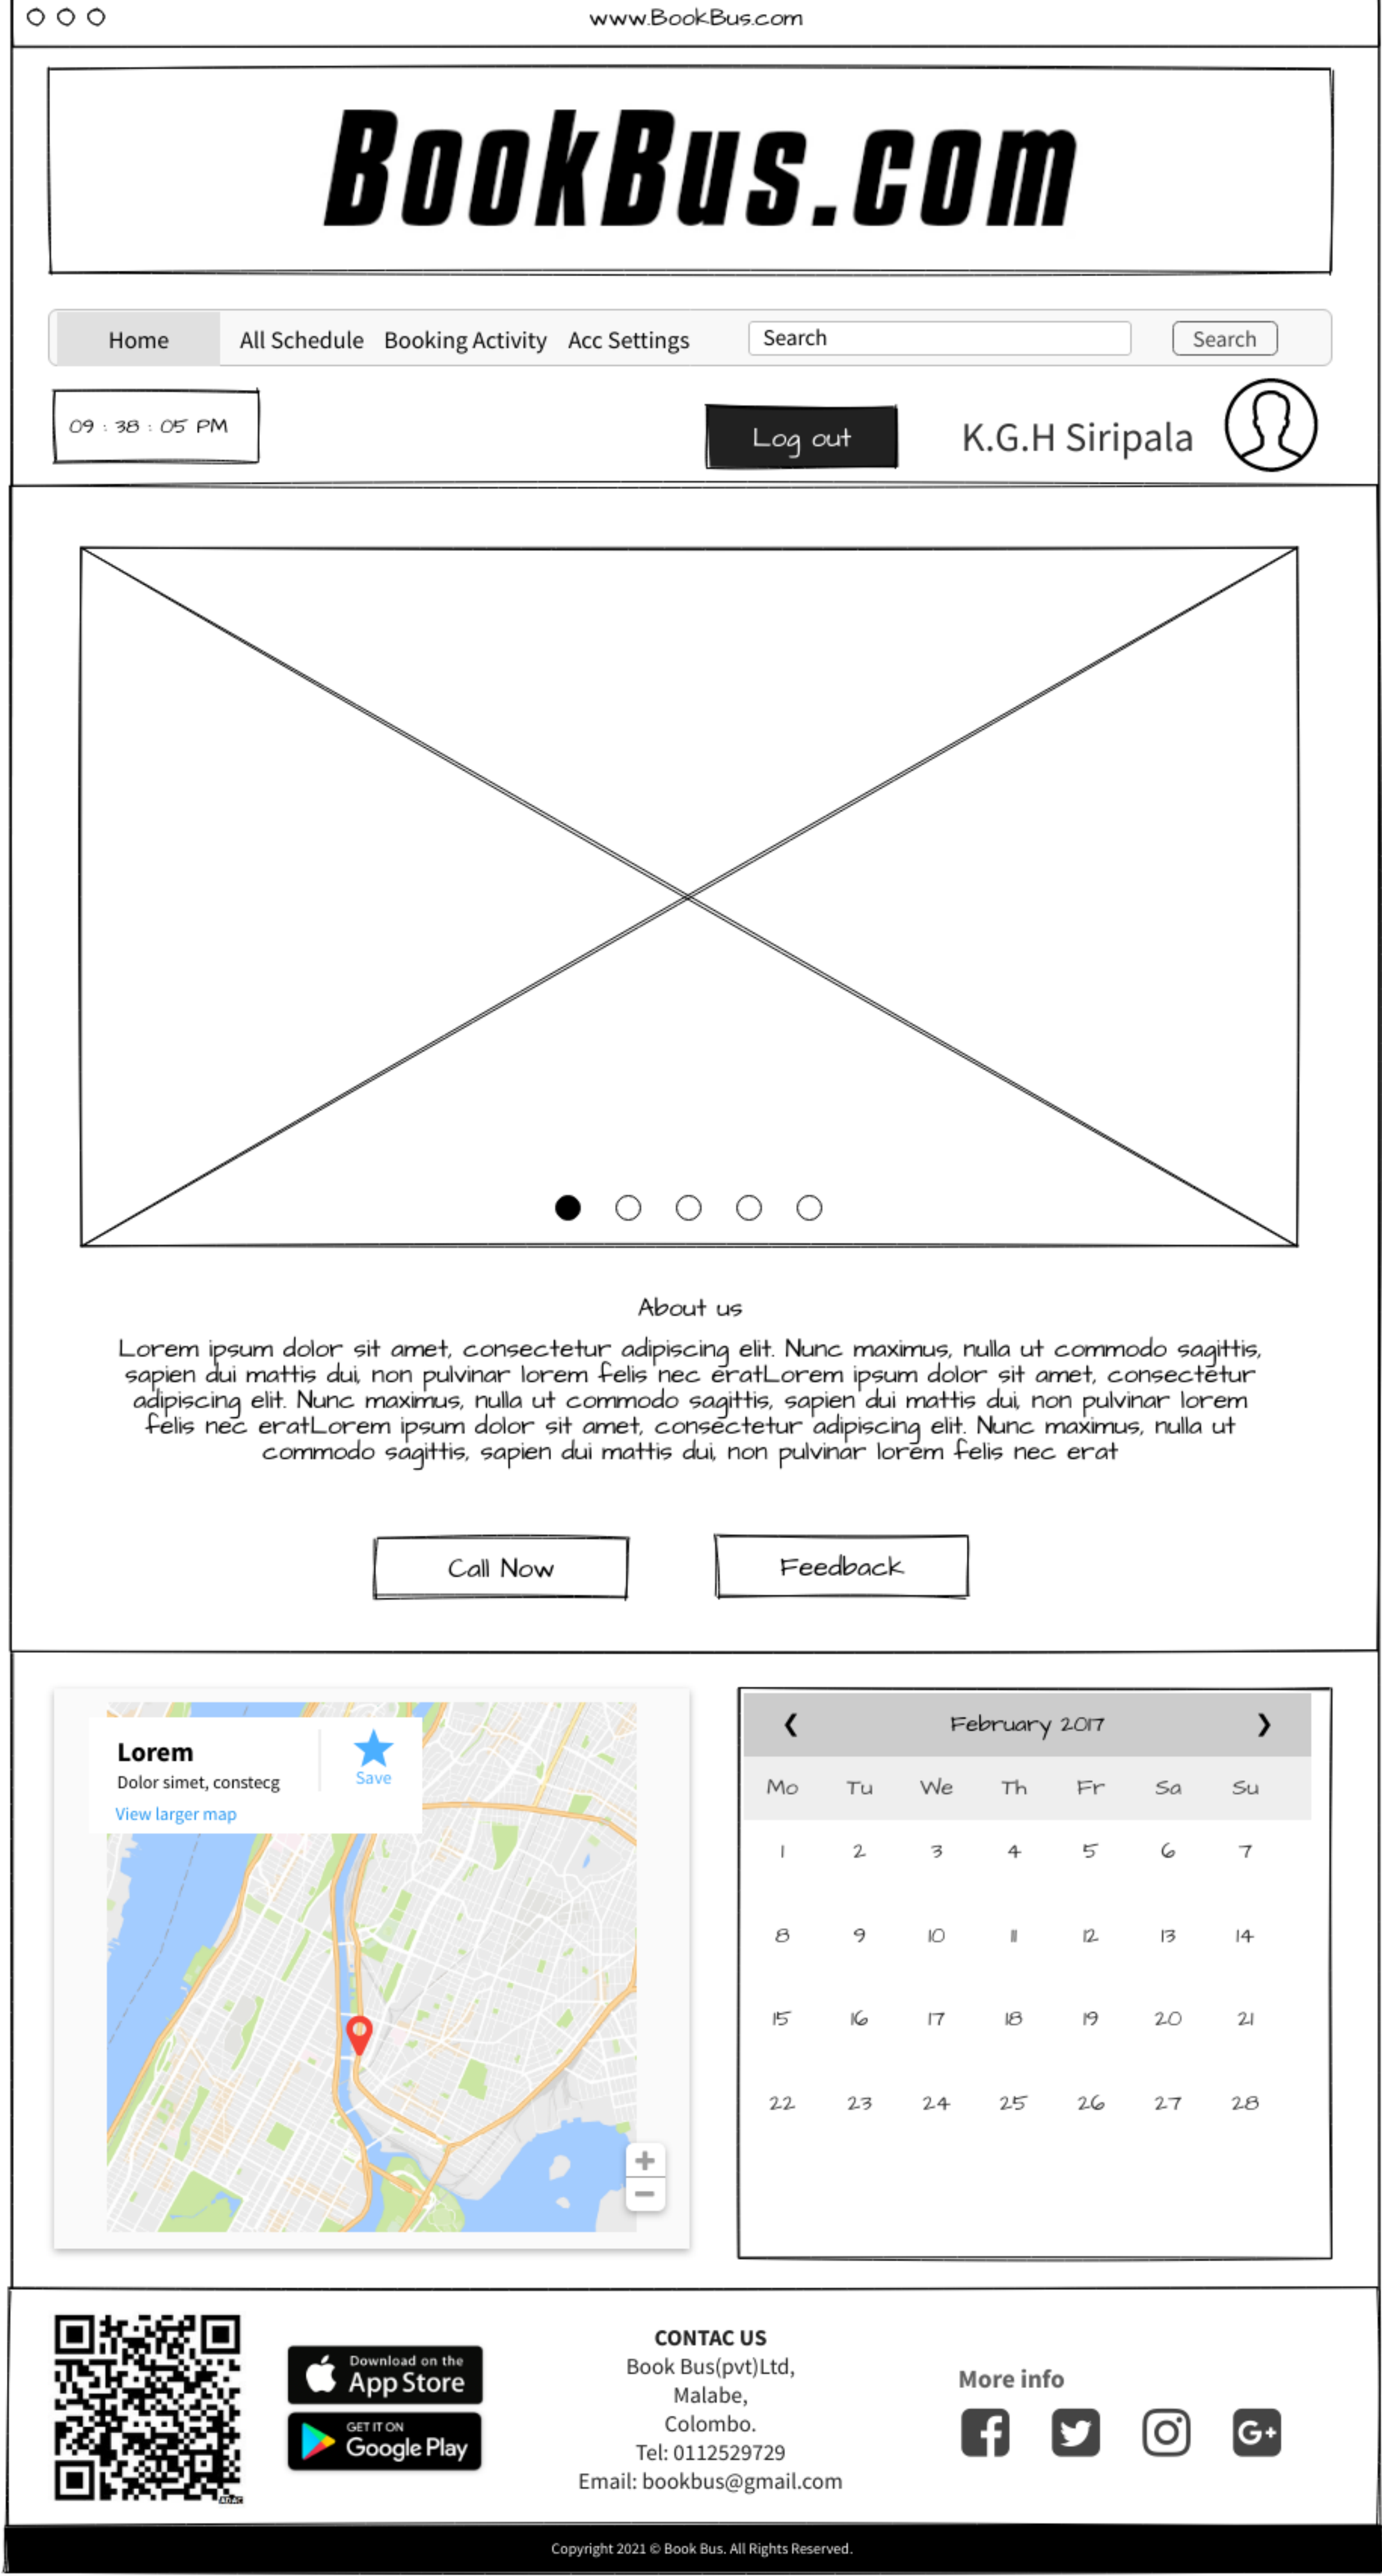 www.BookBus.com
BookBus.com
Home All Schedule Booking Activity Acc Settings Search Search
09 : 38 : 05 PM
Log out
K.G.H Siripala
About us
Lorem ipsum dolor sit amet, consectetur adipiscing elit. Nunc maximus, nulla ut commodo sagittis,
sapien dui mattis dui, non pulvinar lorem felis nec eratLorem ipsum dolor sit amet, consectetur
adipiscing elit. Nunc maximus, nulla ut commodo sagittis, sapien dui mattis dui, non pulvinar lorem
felis nec eratLorem ipsum dolor sit amet, consectetur adipiscing elit. Nunc maximus, nulla ut
commodo sagittis, sapien dui mattis dui, non pulvinar lorem felis nec erat
Call Now
Feedback
Lorem
Dolor simet, constecg
View larger map
Save
February 2017
Mo Tu We Th Fr Sa Su
1 2 3 4 5 6 7
8 9 10 11 12 13 14
15 16 17 18 19 20 21
22 23 24 25 26 27 28
Download on the
App Store
GET IT ON
Google Play
CONTAC US
Book Bus(pvt)Ltd,
Malabe,
Colombo.
Tel: 0112529729
Email: bookbus@gmail.com
More info
Copyright 2021 © Book Bus. All Rights Reserved.